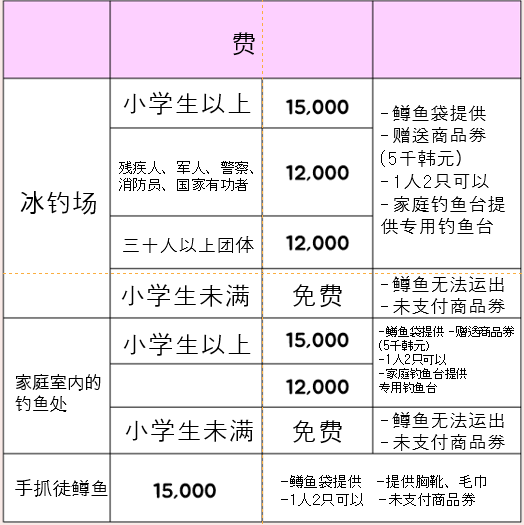 费
冰钓场
小学生以上
15,000
残疾人、军人、警察、
消防员、国家有功者
12,000
三十人以上团体
12,000
-鳟鱼袋提供
-赠送商品券
(5千韩元)
-1人2只可以
-家庭钓鱼台提
供专用钓鱼台
小学生未满
免费
-鳟鱼无法运出
-未支付商品券
家庭室内的
钓鱼处
小学生以上
15,000
12,000
-鳟鱼袋提供 -赠送商品券
(5千韩元)
-1人2只可以
-家庭钓鱼台提供
专用钓鱼台
小学生未满
免费
-鳟鱼无法运出
-未支付商品券
手抓徒鳟鱼
15,000
-鳟鱼袋提供 -提供胸靴、毛巾
-1人2只可以 -未支付商品券